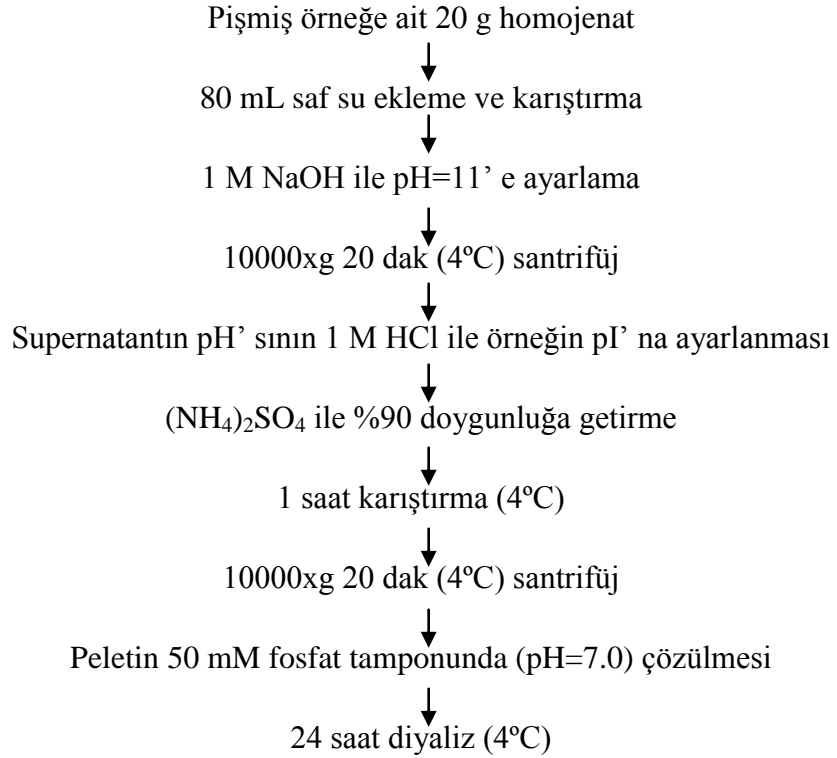 Pişmiş örneğe ait 20 g homojenat
80 mL saf su ekleme ve karıştırma
1 M NaOH ile pH=11’ e ayarlama
10000xg 20 dak (4ºC) santrifüj
Supernatantın pH’ sının 1 M HCl ile örneğin pI’ na ayarlanması
(NH₄)₂SO₄ ile %90 doygunluğa getirme
1 saat karıştırma (4ºC)
10000xg 20 dak (4ºC) santrifüj
Peletin 50 mM fosfat tamponunda (pH=7.0) çözülmesi
24 saat diyaliz (4ºC)